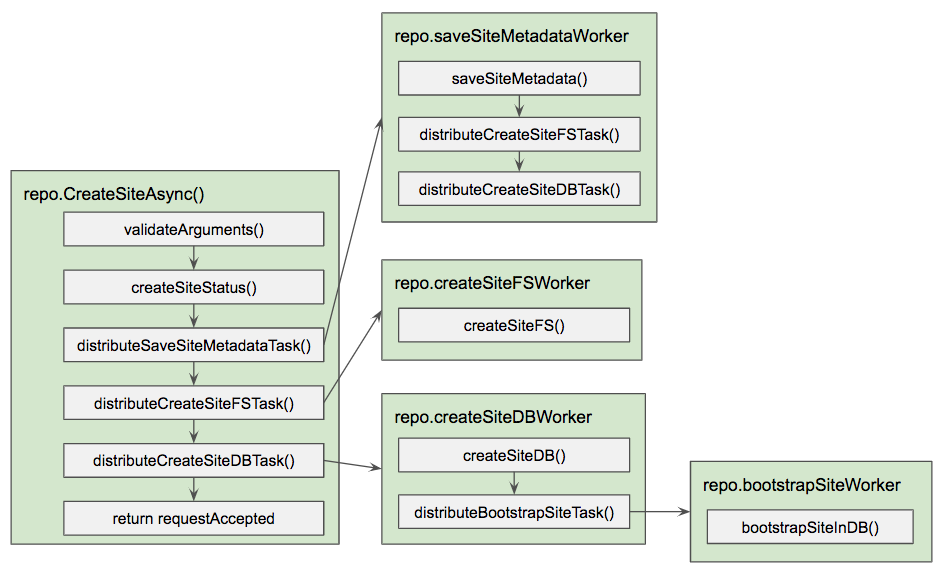 repo.CreateSiteAsync()
validateArguments()
createSiteStatus()
distributeSaveSiteMetadataTask()
distributeCreateSiteFSTask()
distributeCreateSiteDBTask()
return requestAccepted
repo.saveSiteMetadataWorker
saveSiteMetadata()
distributeCreateSiteFSTask()
distributeCreateSiteDBTask()
repo.createSiteFSWorker
createSiteFS()
repo.createSiteDBWorker
createSiteDB()
distributeBootstrapSiteTask()
repo.bootstrapSiteWorker
bootstrapSiteInDB()